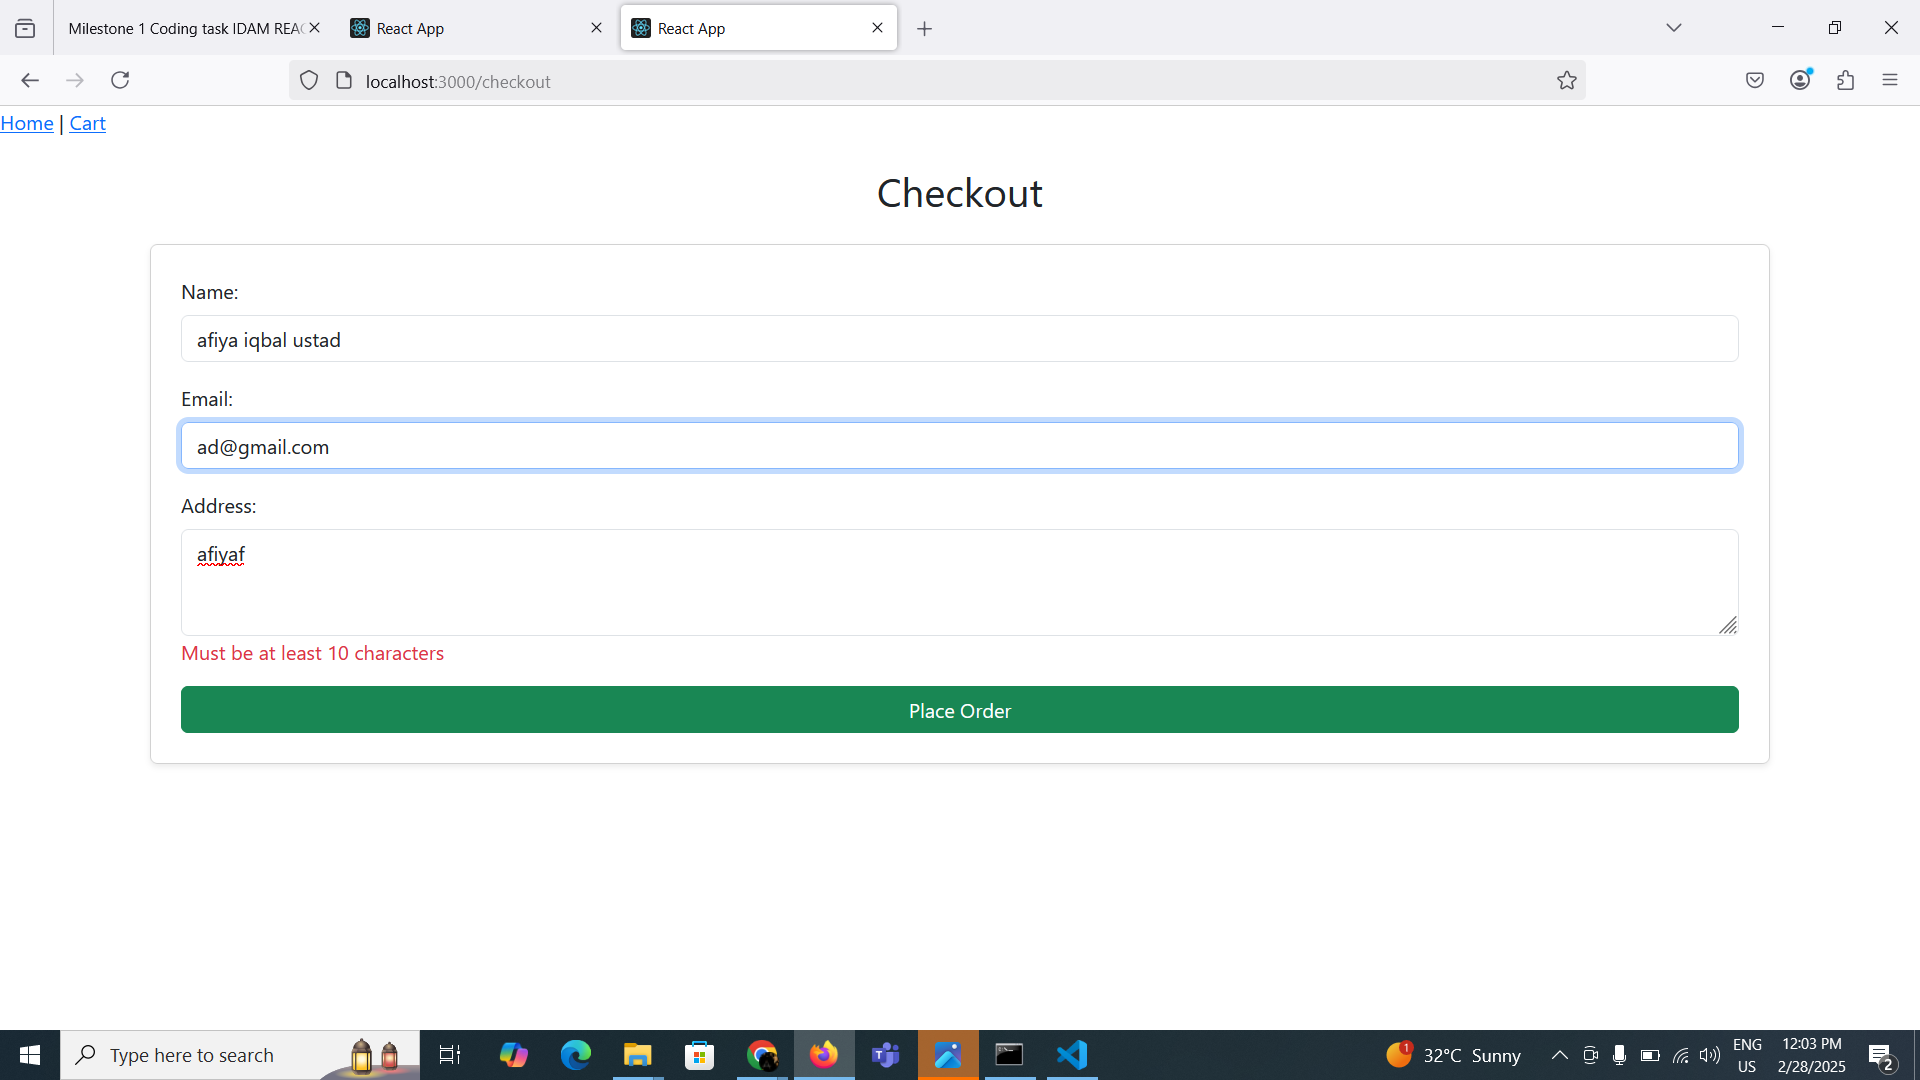 Milestone 1 Coding task IDAM REAC
React App
React App
localhost:3000/checkout
Home | Cart
Checkout
Name:
afiya iqbal ustad
Email:
ad@gmail.com
Address:
afiyaf
Must be at least 10 characters
Place Order
Type here to search
1
32°C Sunny
ENG
US
12:03 PM
2/28/2025
2